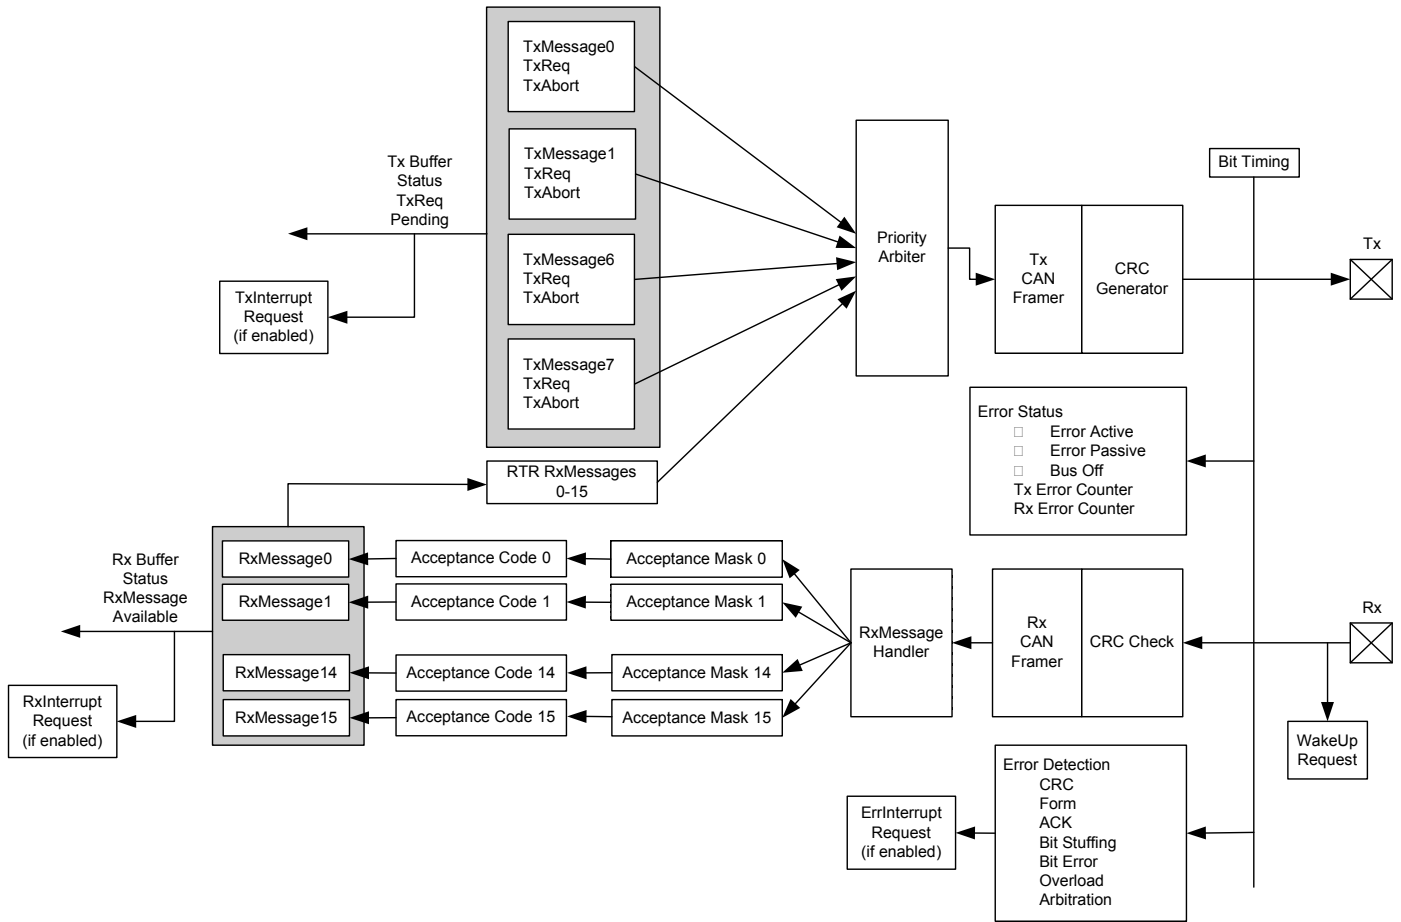 TxMessage0
TxReq
TxAbort
TxMessage1
TxReq
TxAbort
TxMessage6
TxReq
TxAbort
TxMessage7
TxReq
TxAbort
Tx Buffer
Status
TxReq
Pending
TxInterrupt
Request
(if enabled)
Priority
Arbiter
Tx
CAN
Framer
CRC
Generator
Bit Timing
Tx
Error Status
Error Active
Error Passive
Bus Off
Tx Error Counter
Rx Error Counter
RTR RxMessages
0-15
Rx Buffer
Status
RxMessage
Available
RxInterrupt
Request
(if enabled)
RxMessage0
Acceptance Code 0
Acceptance Mask 0
RxMessage1
Acceptance Code 1
Acceptance Mask 1
RxMessage14
Acceptance Code 14
Acceptance Mask 14
RxMessage15
Acceptance Code 15
Acceptance Mask 15
RxMessage
Handler
Rx
CAN
Framer
CRC Check
Rx
WakeUp
Request
ErrInterrupt
Request
(if enabled)
Error Detection
CRC
Form
ACK
Bit Stuffing
Bit Error
Overload
Arbitration